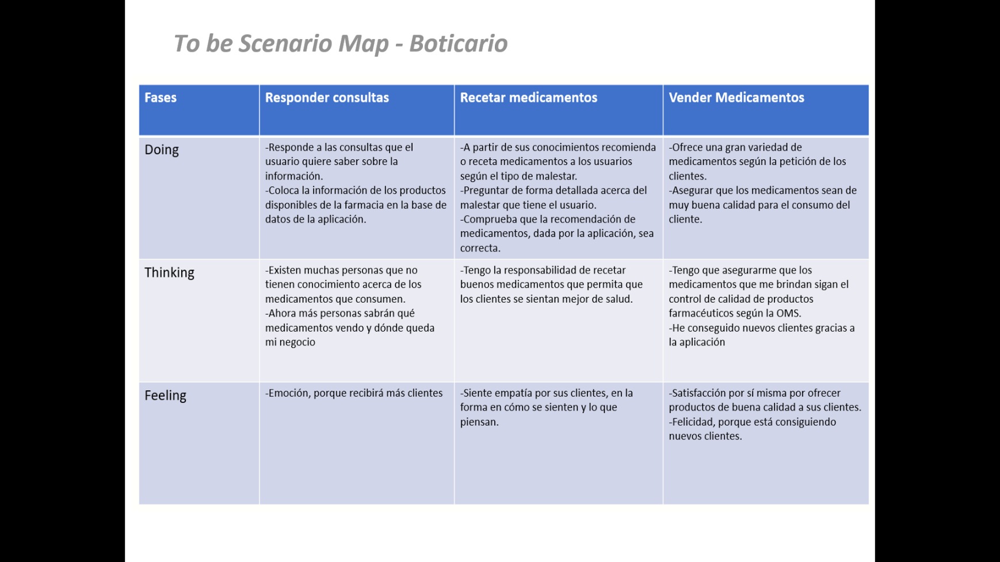 To be Scenario Map - Boticario
Fases
Responder consultas
Recetar medicamentos
Vender Medicamentos
Doing
-Responde a las consultas que el
usuario quiere saber sobre la
información.
-Coloca la información de los productos
disponibles de la farmacia en la base de
datos de la aplicación.
-A partir de sus conocimientos recomienda
o receta medicamentos a los usuarios
según el tipo de malestar.
-Preguntar de forma detallada acerca del
malestar que tiene el usuario.
-Comprueba que la recomendación de
medicamentos, dada por la aplicación, sea
correcta.
-Ofrece una gran variedad de
medicamentos según la petición de los
clientes.
-Asegurar que los medicamentos sean de
muy buena calidad para el consumo del
cliente.
Thinking
-Existen muchas personas que no
tienen conocimiento acerca de los
medicamentos que consumen.
-Ahora más personas sabrán qué
medicamentos vendo y dónde queda
mi negocio
-Tengo la responsabilidad de recetar
buenos medicamentos que permita que
los clientes se sientan mejor de salud.
-Tengo que asegurarme que los
medicamentos que me brindan sigan el
control de calidad de productos
farmacéuticos según la OMS.
-He conseguido nuevos clientes gracias a
la aplicación
Feeling
-Emoción, porque recibirá más clientes
-Siente empatía por sus clientes, en la
forma en cómo se sienten y lo que
piensan.
-Satisfacción por sí misma por ofrecer
productos de buena calidad a sus clientes.
-Felicidad, porque está consiguiendo
nuevos clientes.